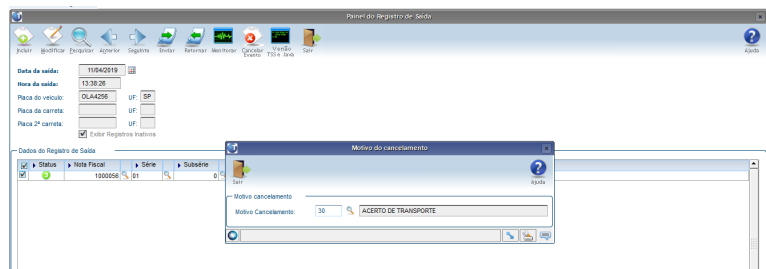 Painel do Registro de Saída
Incluir Modificar Pesquisar Anterior Seguinte Enviar Retornar Monitorar Cancelar Evento Versão TSS e Java Sair Ajuda
Data da saída: 11/04/2019
Hora da saída: 13:38:26
Placa do veículo: OLA4256 UF: SP
Placa da carreta: UF:
Placa 2ª carreta: UF:
Exibir Registros Inativos
Dados do Registro de Saída
Status Nota Fiscal Série Subsérie
1000056 01 0
Motivo do cancelamento
Sair Ajuda
Motivo cancelamento
Motivo Cancelamento: 30 ACERTO DE TRANSPORTE